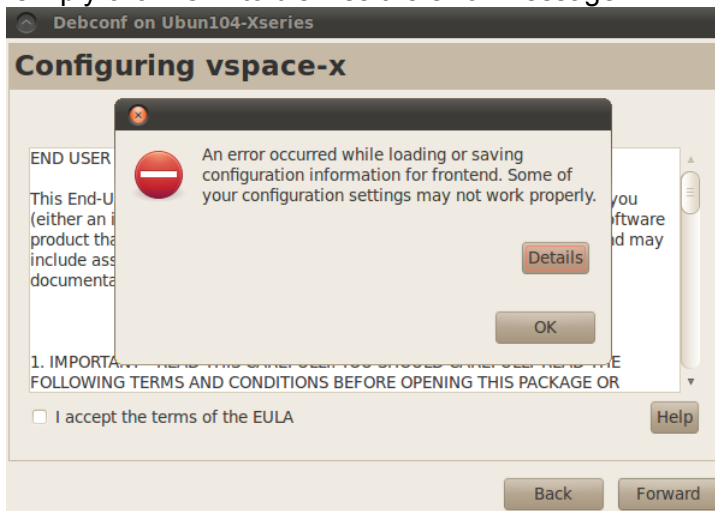 Debconf on Ubun104-Xseries
Configuring vspace-x
An error occurred while loading or saving
configuration information for frontend. Some of
your configuration settings may not work properly.
Details
OK
END USER
This End-U you
(either an i oftware
product tha nd may
include ass
documenta
1. IMPORTA
FOLLOWING TERMS AND CONDITIONS BEFORE OPENING THIS PACKAGE OR
I accept the terms of the EULA
Help
Back Forward